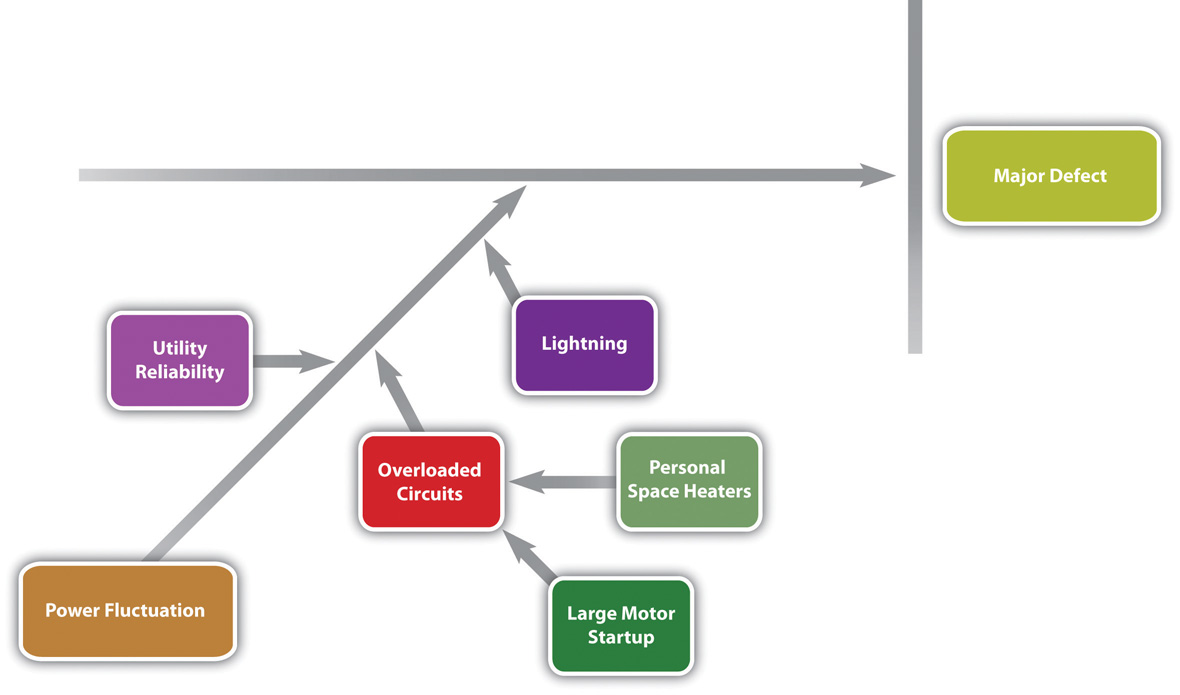 Major Defect
Lightning
Utility
Reliability
Overloaded
Circuits
Personal
Space Heaters
Power Fluctuation
Large Motor
Startup